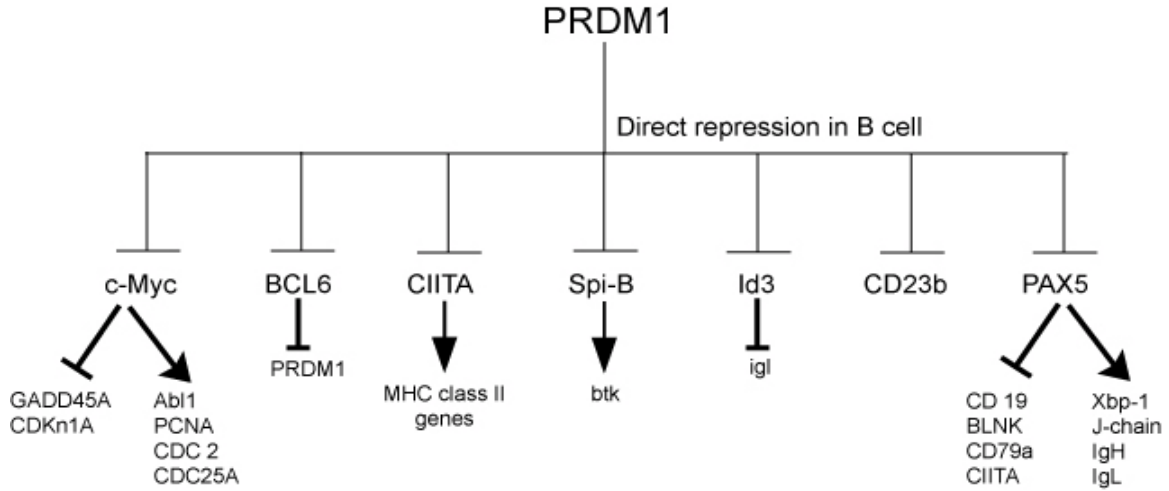 PRDM1
Direct repression in B cell
c-Myc
BCL6
CIITA
Spi-B
Id3
CD23b
PAX5
GADD45A
CDKn1A
Abl1
PCNA
CDC 2
CDC25A
PRDM1
MHC class II
genes
btk
igl
CD 19
BLNK
CD79a
CIITA
Xbp-1
J-chain
IgH
IgL